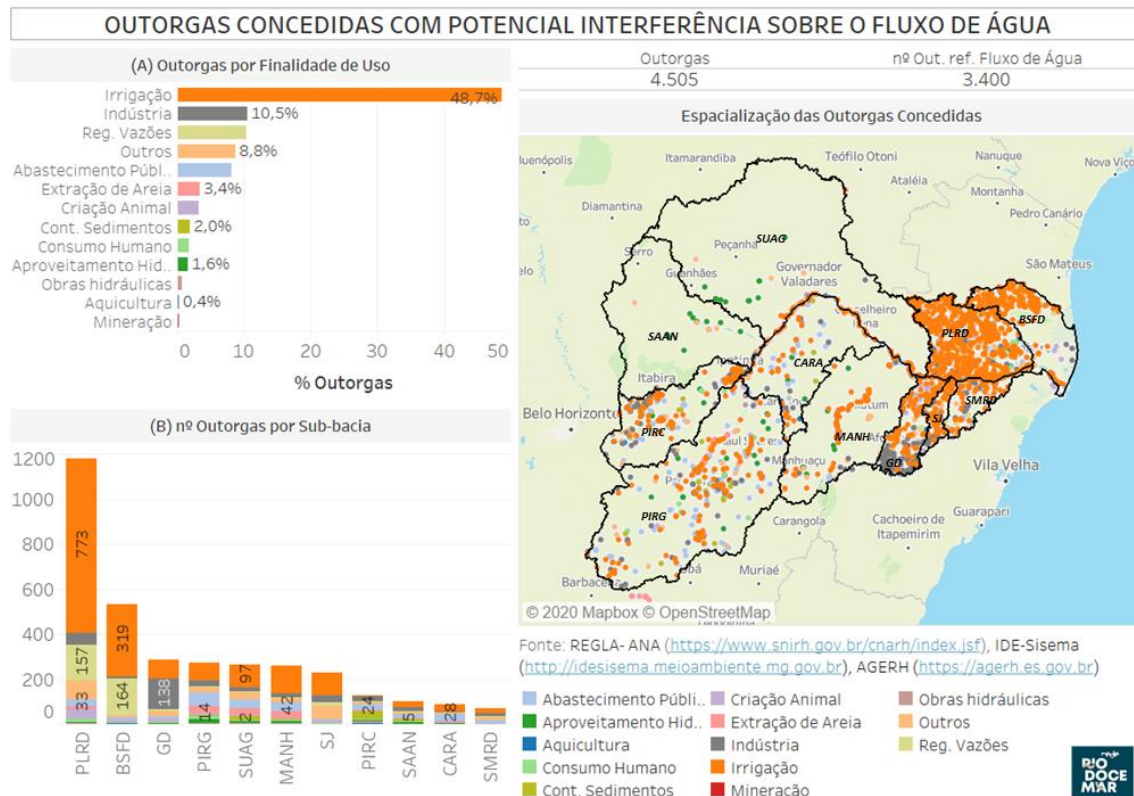 OUTORGAS CONCEDIDAS COM POTENCIAL INTERFERÊNCIA SOBRE O FLUXO DE ÁGUA
(A) Outorgas por Finalidade de Uso
Irrigação 48,7%
Indústria 10,5%
Reg. Vazões
Outros 8,8%
Abastecimento Públ..
Extração de Areia 3,4%
Criação Animal
Cont. Sedimentos 2,0%
Consumo Humano
Aproveitamento Hid.. 1,6%
Obras hidráulicas
Aquicultura 0,4%
Mineração
0 10 20 30 40 50
% Outorgas
(B) nº Outorgas por Sub-bacia
1200
1000
800
600
400
200
0
773
157
33
319
164
138
14
97
2
42
24
5
28
PLRD BSFD GD PIRG SUAG MANH SJ PIRC SAAN CARA SMRD
Outorgas nº Out. ref. Fluxo de Água
4.505 3.400
Espacialização das Outorgas Concedidas
Buenópolis Itamarandiba Teófilo Otoni Nanuque Nova Viço
Ataléia
Montanha
Diamantina
Pedro Canário
SUAG
Serro Peçanha
São Mateus
Guanhães Governador
Valadares
BSFD
PLRD
SAAN
CARA
Itabira
SMRD
Belo Horizonte
PIRC
SJ
MANH
GD
Manhuaçu
Vila Velha
PIRG
Guarapari
Carangola
Cachoeiro de
Itapemirim
Barbacena
Muriaé
© 2020 Mapbox © OpenStreetMap
Fonte: REGLA- ANA (https://www.snirh.gov.br/cnarh/index.jsf), IDE-Sisema
(http://idesisema.meioambiente.mg.gov.br), AGERH (https://agerh.es.gov.br)
Abastecimento Públi.. Criação Animal Obras hidráulicas
Aproveitamento Hid.. Extração de Areia Outros
Aquicultura Indústria Reg. Vazões
Consumo Humano Irrigação
Cont. Sedimentos Mineração
RIO
DOCE
MAR